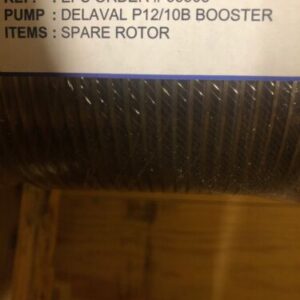 PUMP : DELAVAL P12/10B BOOSTER
ITEMS : SPARE ROTOR